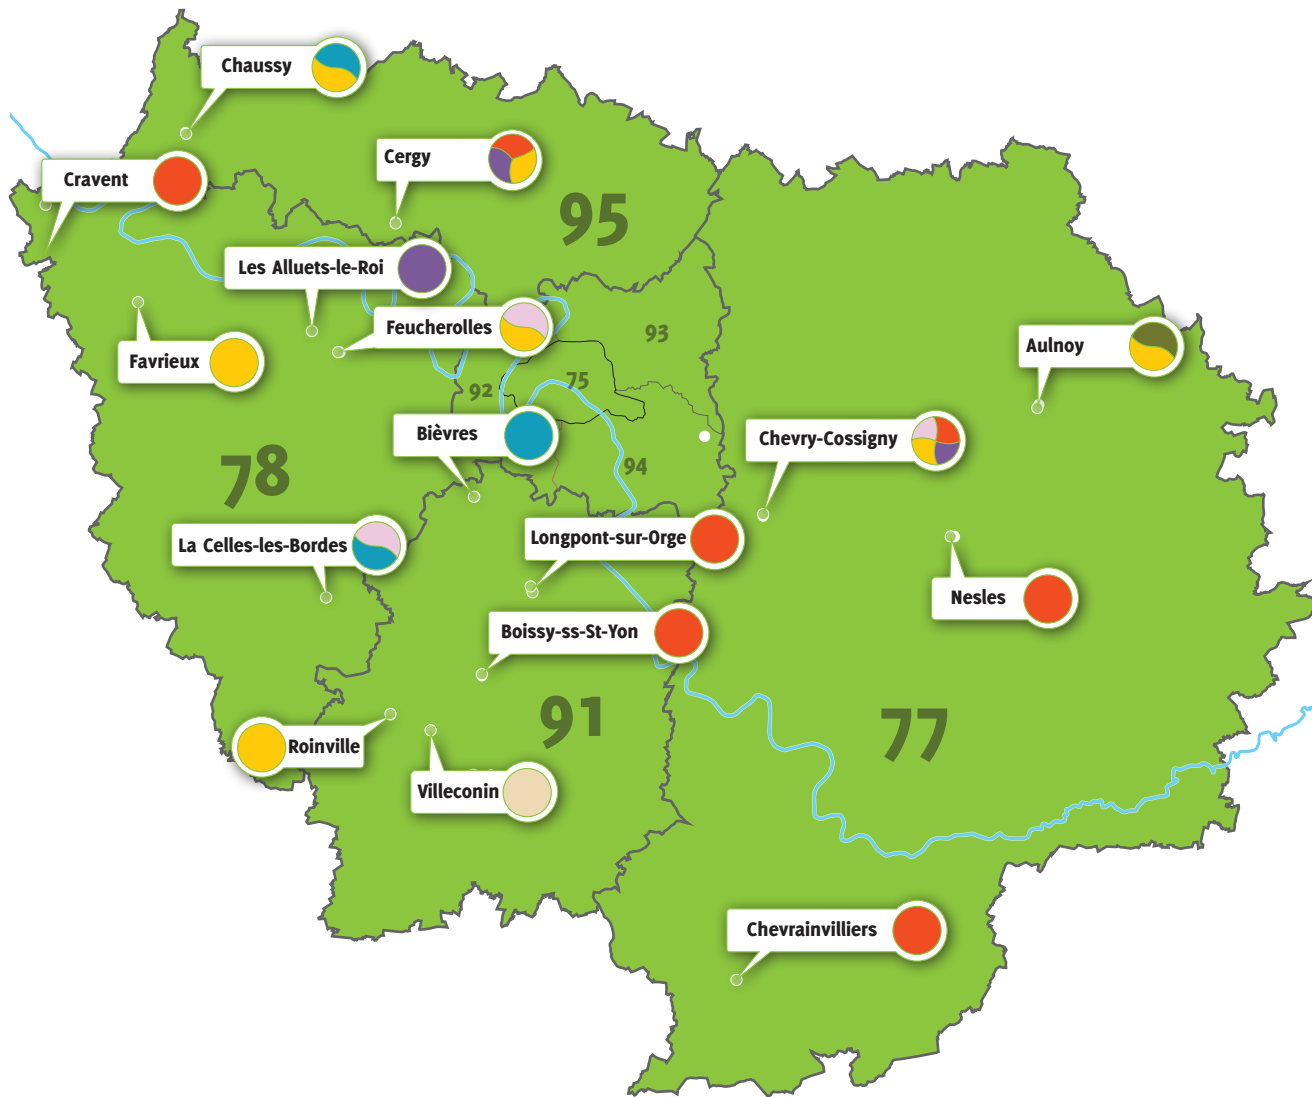 Chaussy
Cergy
Cravent
95
Les Alluets-le-Roi
Feucherolles
93
Aulnoy
Favrieux
75
92
Bièvres
Chevry-Cossigny
78
94
Longpont-sur-Orge
La Celles-les-Bordes
Nesles
Boissy-ss-St-Yon
91
77
Roinville
Villeconin
Chevrainvilliers